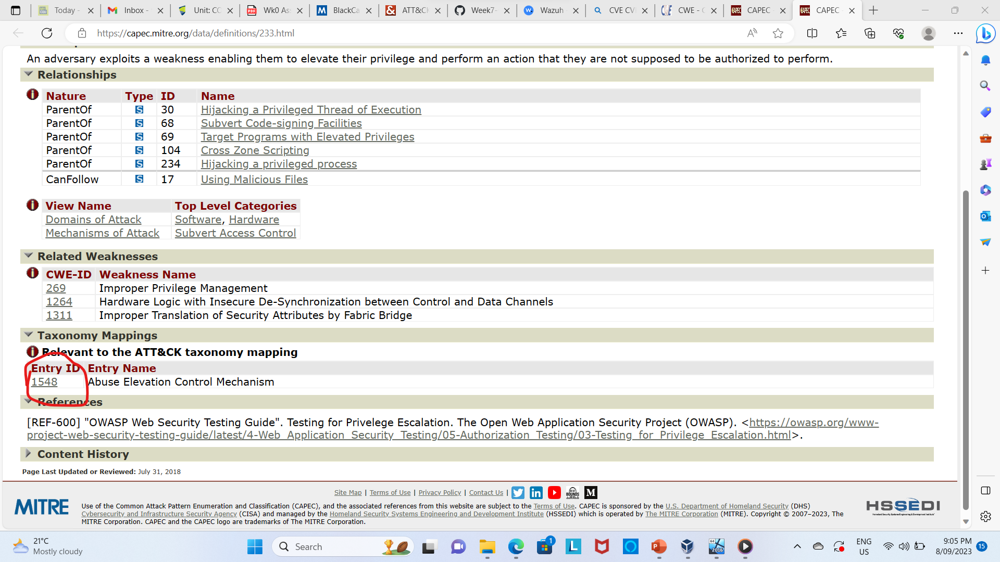 Today -
Inbox -
Unit: CC
Wk0 As
BlackCa
ATT&CK
Week7-
Wazuh
CVE CV
CWE - C
CAPEC
CAPEC
https://capec.mitre.org/data/definitions/233.html
An adversary exploits a weakness enabling them to elevate their privilege and perform an action that they are not supposed to be authorized to perform.
Relationships
Nature Type ID Name
ParentOf S 30 Hijacking a Privileged Thread of Execution
ParentOf S 68 Subvert Code-signing Facilities
ParentOf S 69 Target Programs with Elevated Privileges
ParentOf S 104 Cross Zone Scripting
ParentOf S 234 Hijacking a privileged process
CanFollow S 17 Using Malicious Files
View Name Top Level Categories
Domains of Attack Software, Hardware
Mechanisms of Attack Subvert Access Control
Related Weaknesses
CWE-ID Weakness Name
269 Improper Privilege Management
1264 Hardware Logic with Insecure De-Synchronization between Control and Data Channels
1311 Improper Translation of Security Attributes by Fabric Bridge
Taxonomy Mappings
Relevant to the ATT&CK taxonomy mapping
Entry ID Entry Name
1548 Abuse Elevation Control Mechanism
References
[REF-600] "OWASP Web Security Testing Guide". Testing for Privelege Escalation. The Open Web Application Security Project (OWASP). <https://owasp.org/www-
project-web-security-testing-guide/latest/4-Web_Application_Security_Testing/05-Authorization_Testing/03-Testing_for_Privilege_Escalation.html>.
Content History
Page Last Updated or Reviewed: July 31, 2018
Site Map | Terms of Use | Privacy Policy | Contact Us |
MITRE
Use of the Common Attack Pattern Enumeration and Classification (CAPEC), and the associated references from this website are subject to the Terms of Use. CAPEC is sponsored by the U.S. Department of Homeland Security (DHS)
Cybersecurity and Infrastructure Security Agency (CISA) and managed by the Homeland Security Systems Engineering and Development Institute (HSSEDI) which is operated by The MITRE Corporation (MITRE). Copyright © 2007–2023, The
MITRE Corporation. CAPEC and the CAPEC logo are trademarks of The MITRE Corporation.
HSSEDI
Homeland Security Systems Engineering & Development Institute
21°C
Mostly cloudy
Search
1
64
2016
ENG
US
9:05 PM
8/09/2023
15